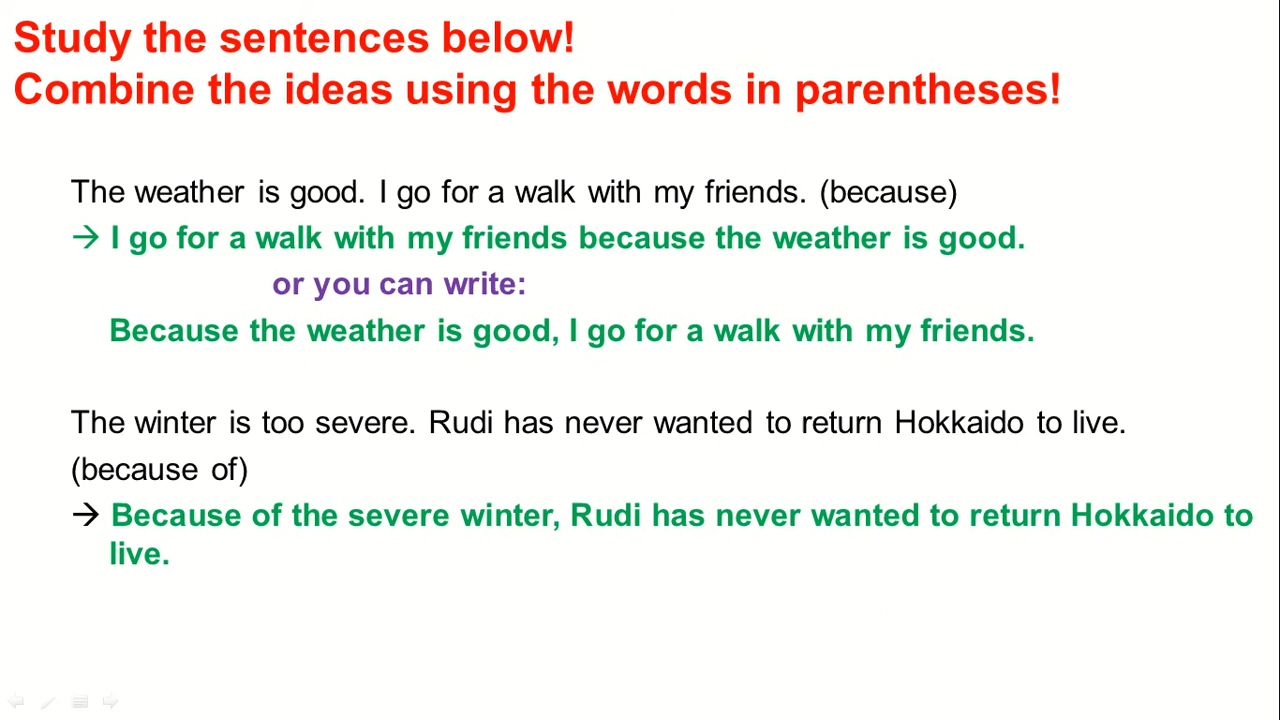 Study the sentences below!
Combine the ideas using the words in parentheses!
The weather is good. I go for a walk with my friends. (because)
→ I go for a walk with my friends because the weather is good.
or you can write:
Because the weather is good, I go for a walk with my friends.
The winter is too severe. Rudi has never wanted to return Hokkaido to live.
(because of)
→ Because of the severe winter, Rudi has never wanted to return Hokkaido to
live.